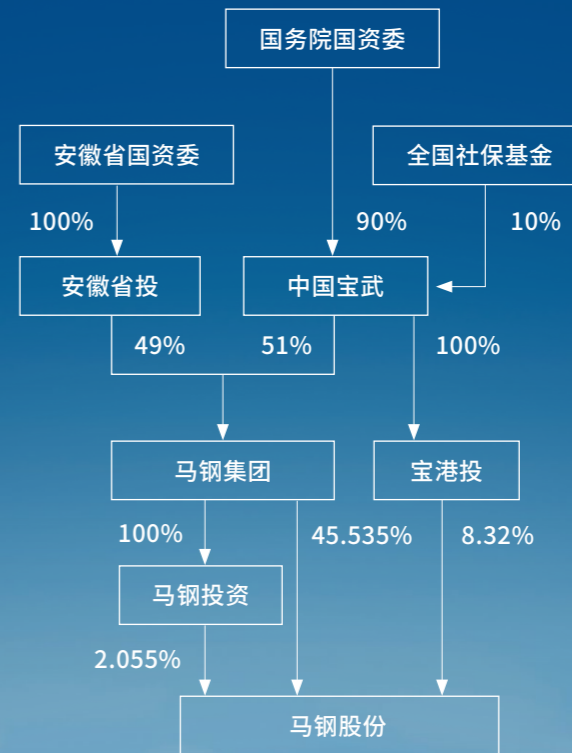 国务院国资委
安徽省国资委
全国社保基金
100%
90%
10%
安徽省投
中国宝武
49%
51%
100%
马钢集团
宝港投
100%
45.535%
8.32%
马钢投资
2.055%
马钢股份